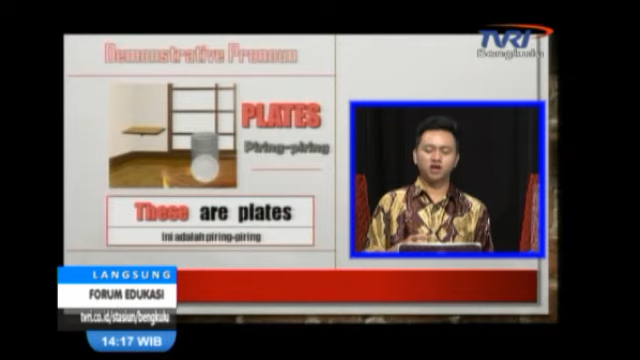 Demonstrative Pronoun
TVRI
Bengkulu
PLATES
Piring-piring
These are plates
Ini adalah piring-piring
LANGSUNG
FORUM EDUKASI
tvri.co.id/stasiun/bengkulu
14:17 WIB